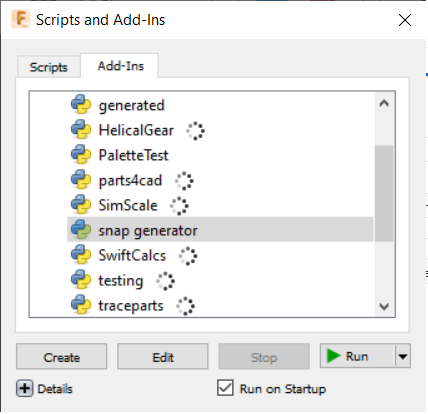 Scripts and Add-Ins
Scripts Add-Ins
generated
HelicalGear
PaletteTest
parts4cad
SimScale
snap generator
SwiftCalcs
testing
traceparts
Create Edit Stop Run
Details Run on Startup